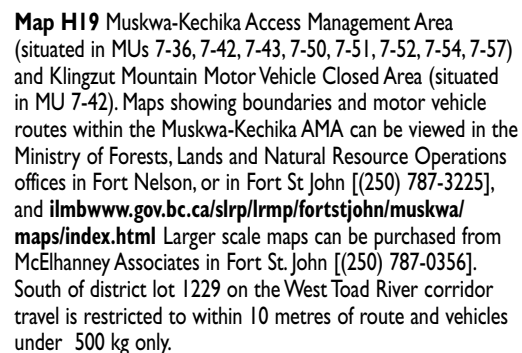 Map H19 Muskwa-Kechika Access Management Area
(situated in MUs 7-36, 7-42, 7-43, 7-50, 7-51, 7-52, 7-54, 7-57)
and Klingzut Mountain Motor Vehicle Closed Area (situated
in MU 7-42). Maps showing boundaries and motor vehicle
routes within the Muskwa-Kechika AMA can be viewed in the
Ministry of Forests, Lands and Natural Resource Operations
offices in Fort Nelson, or in Fort St John [(250) 787-3225],
and ilmbwww.gov.bc.ca/slrp/lrmp/fortstjohn/muskwa/
maps/index.html Larger scale maps can be purchased from
McElhanney Associates in Fort St. John [(250) 787-0356].
South of district lot 1229 on the West Toad River corridor
travel is restricted to within 10 metres of route and vehicles
under 500 kg only.